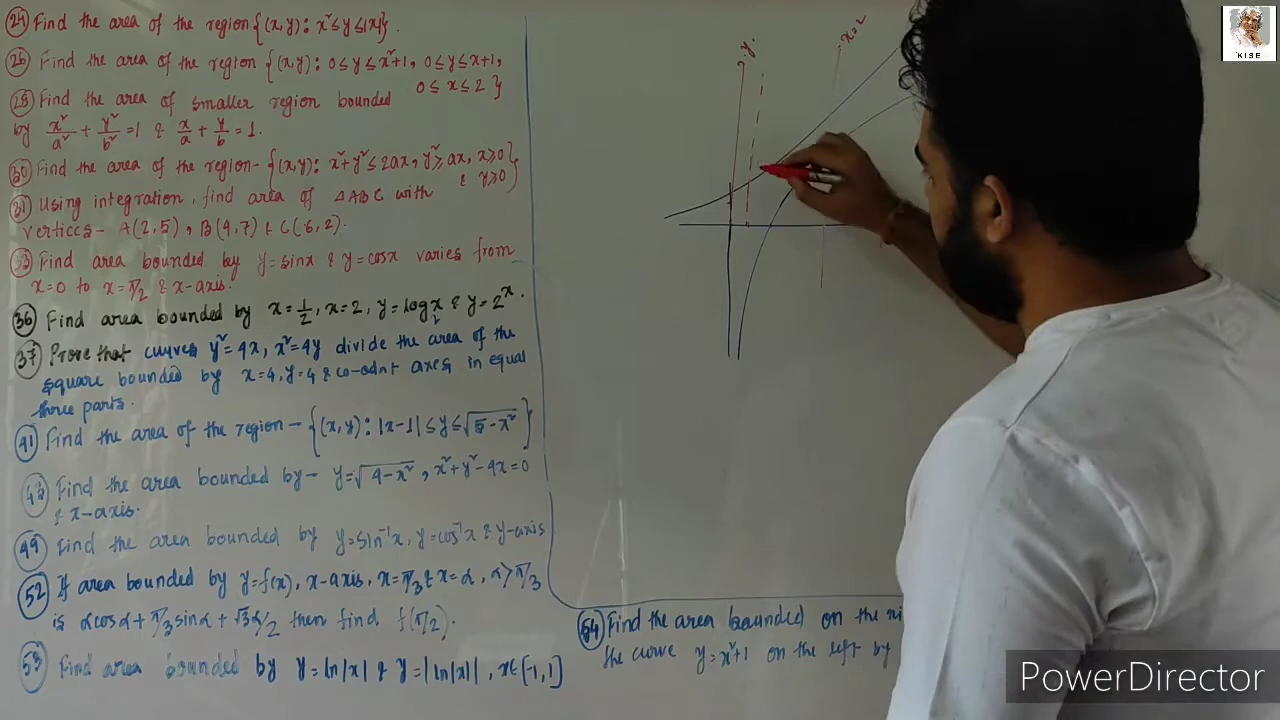 24 Find the area of the region {(x,y): x² ≤ y ≤ |x|}.
26 Find the area of the region {(x,y): 0 ≤ y ≤ x²+1, 0 ≤ y ≤ x+1,
0 ≤ x ≤ 2}
28 Find the area of smaller region bounded
by x²/a² + y²/b² = 1 & x/a + y/b = 1.
30 Find the area of the region - {(x,y): x²+y² ≤ 2ax, y² ≥ ax, x ≥ 0
& y ≥ 0}
31 Using integration, find area of △ABC with
vertices - A(2,5), B(4,7) & C(6,2).
33 Find area bounded by y=sinx & y=cosx varies from
x=0 to x=π/2 & x-axis.
36 Find area bounded by x=1/2, x=2, y=log x & y=2ˣ.
37 Prove that curves y²=4x, x²=4y divide the area of the
square bounded by x=4, y=4 & co-odnt axes in equal
three parts.
41 Find the area of the region - {(x,y): |x-1| ≤ y ≤ √5-x²}
Find the area bounded by - y=√4-x², x²+y²-4x=0
& x-axis.
49 Find the area bounded by y=sin⁻¹x, y=cos⁻¹x & y-axis
52 If area bounded by y=f(x), x-axis, x=π/3 & x=α, α>π/3
is αcosα + π/3 sinα + √3α/2 then find f(π/2).
53 Find area bounded by y=ln|x| & y=|ln|x||, x∈[-1,1]
y
x=2
54 Find the area bounded on the
the curve y=x²+1 on the left by
KISE
PowerDirector